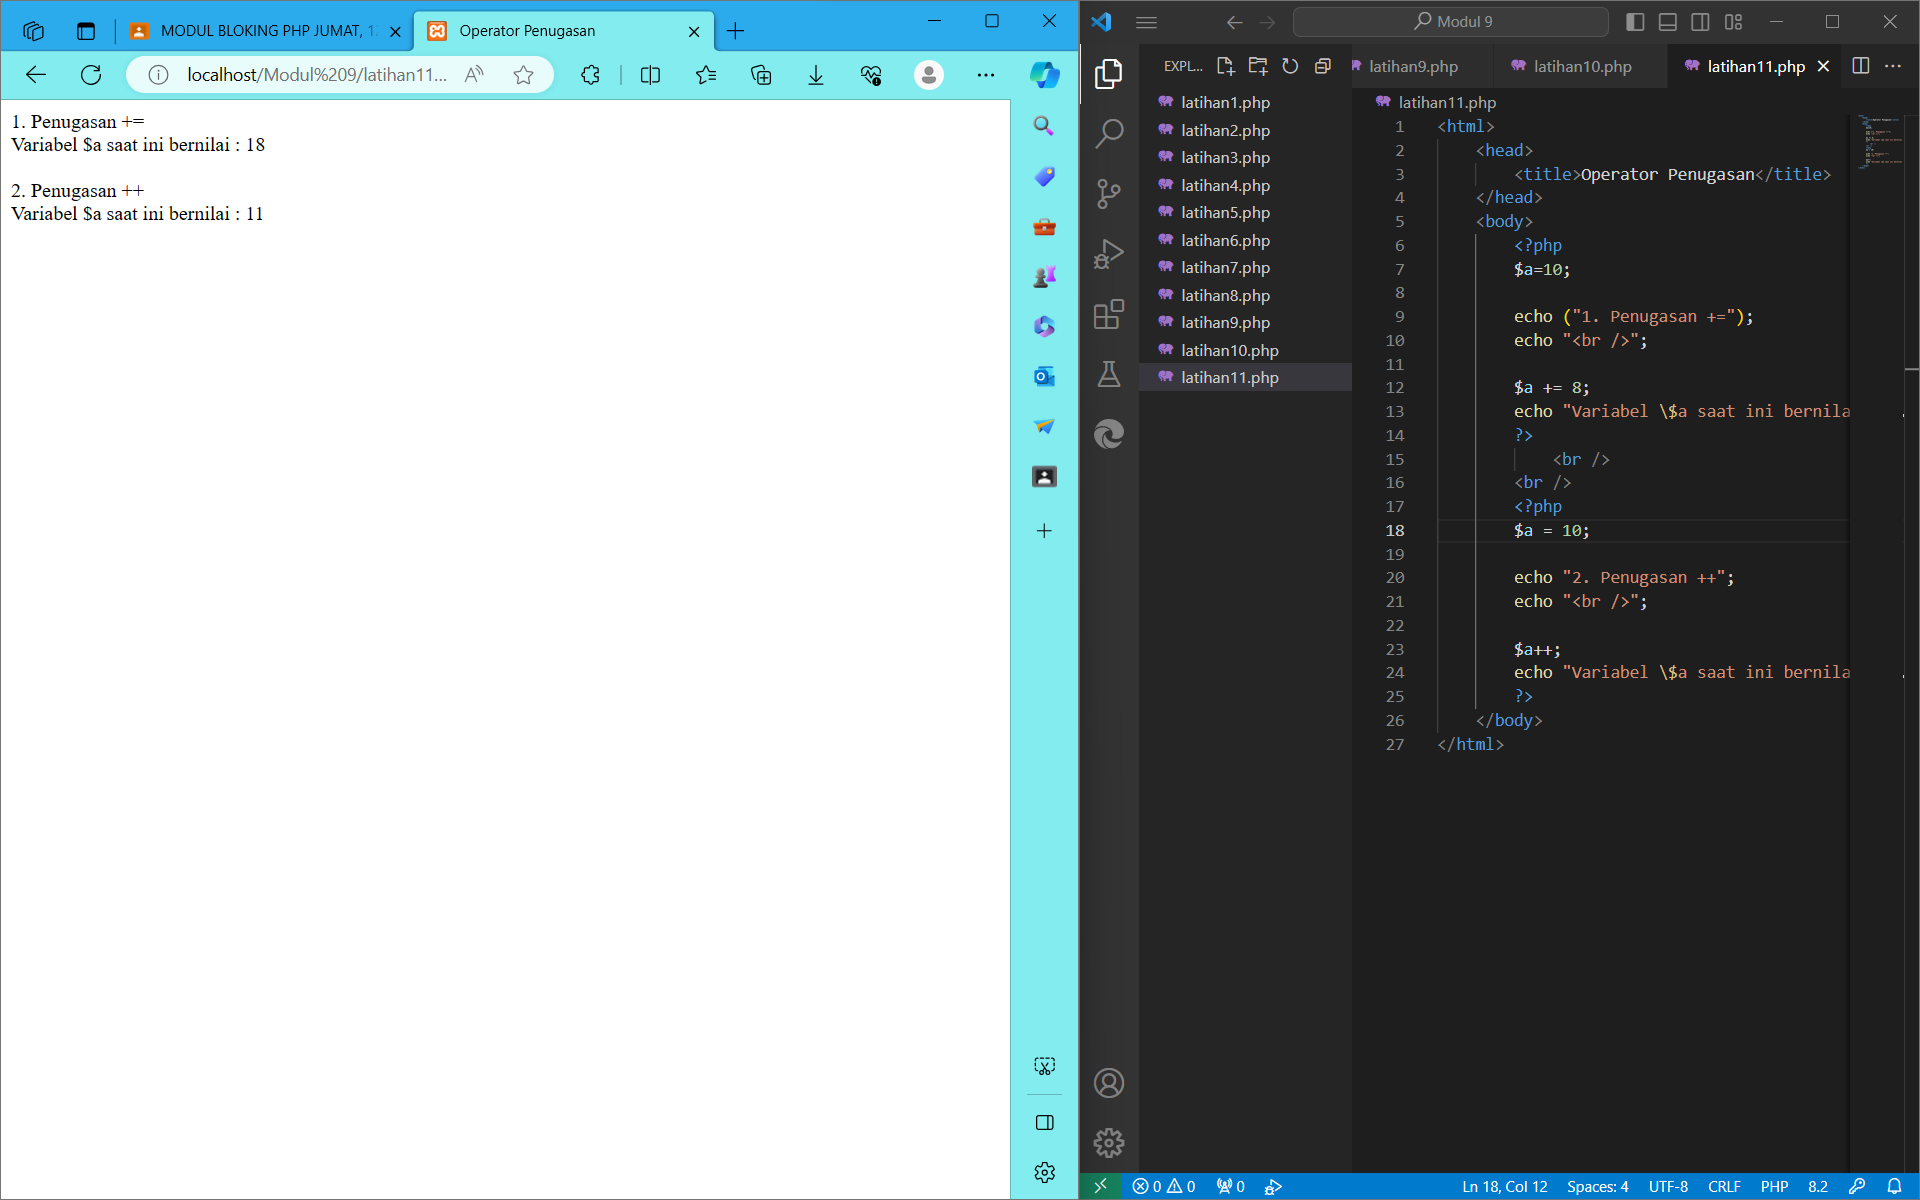 MODUL BLOKING PHP JUMAT, 1
Operator Penugasan
localhost/Modul%209/latihan11...
1. Penugasan +=
Variabel $a saat ini bernilai : 18
2. Penugasan ++
Variabel $a saat ini bernilai : 11
Modul 9
EXPL...
latihan9.php
latihan10.php
latihan11.php
latihan1.php
latihan2.php
latihan3.php
latihan4.php
latihan5.php
latihan6.php
latihan7.php
latihan8.php
latihan9.php
latihan10.php
latihan11.php
latihan11.php
1 <html>
2 <head>
3 <title>Operator Penugasan</title>
4 </head>
5 <body>
6 <?php
7 $a=10;
8
9 echo ("1. Penugasan +=");
10 echo "<br />";
11
12 $a += 8;
13 echo "Variabel \$a saat ini bernila
14 ?>
15 <br />
16 <br />
17 <?php
18 $a = 10;
19
20 echo "2. Penugasan ++";
21 echo "<br />";
22
23 $a++;
24 echo "Variabel \$a saat ini bernila
25 ?>
26 </body>
27 </html>
0 0 0 Ln 18, Col 12 Spaces: 4 UTF-8 CRLF PHP 8.2